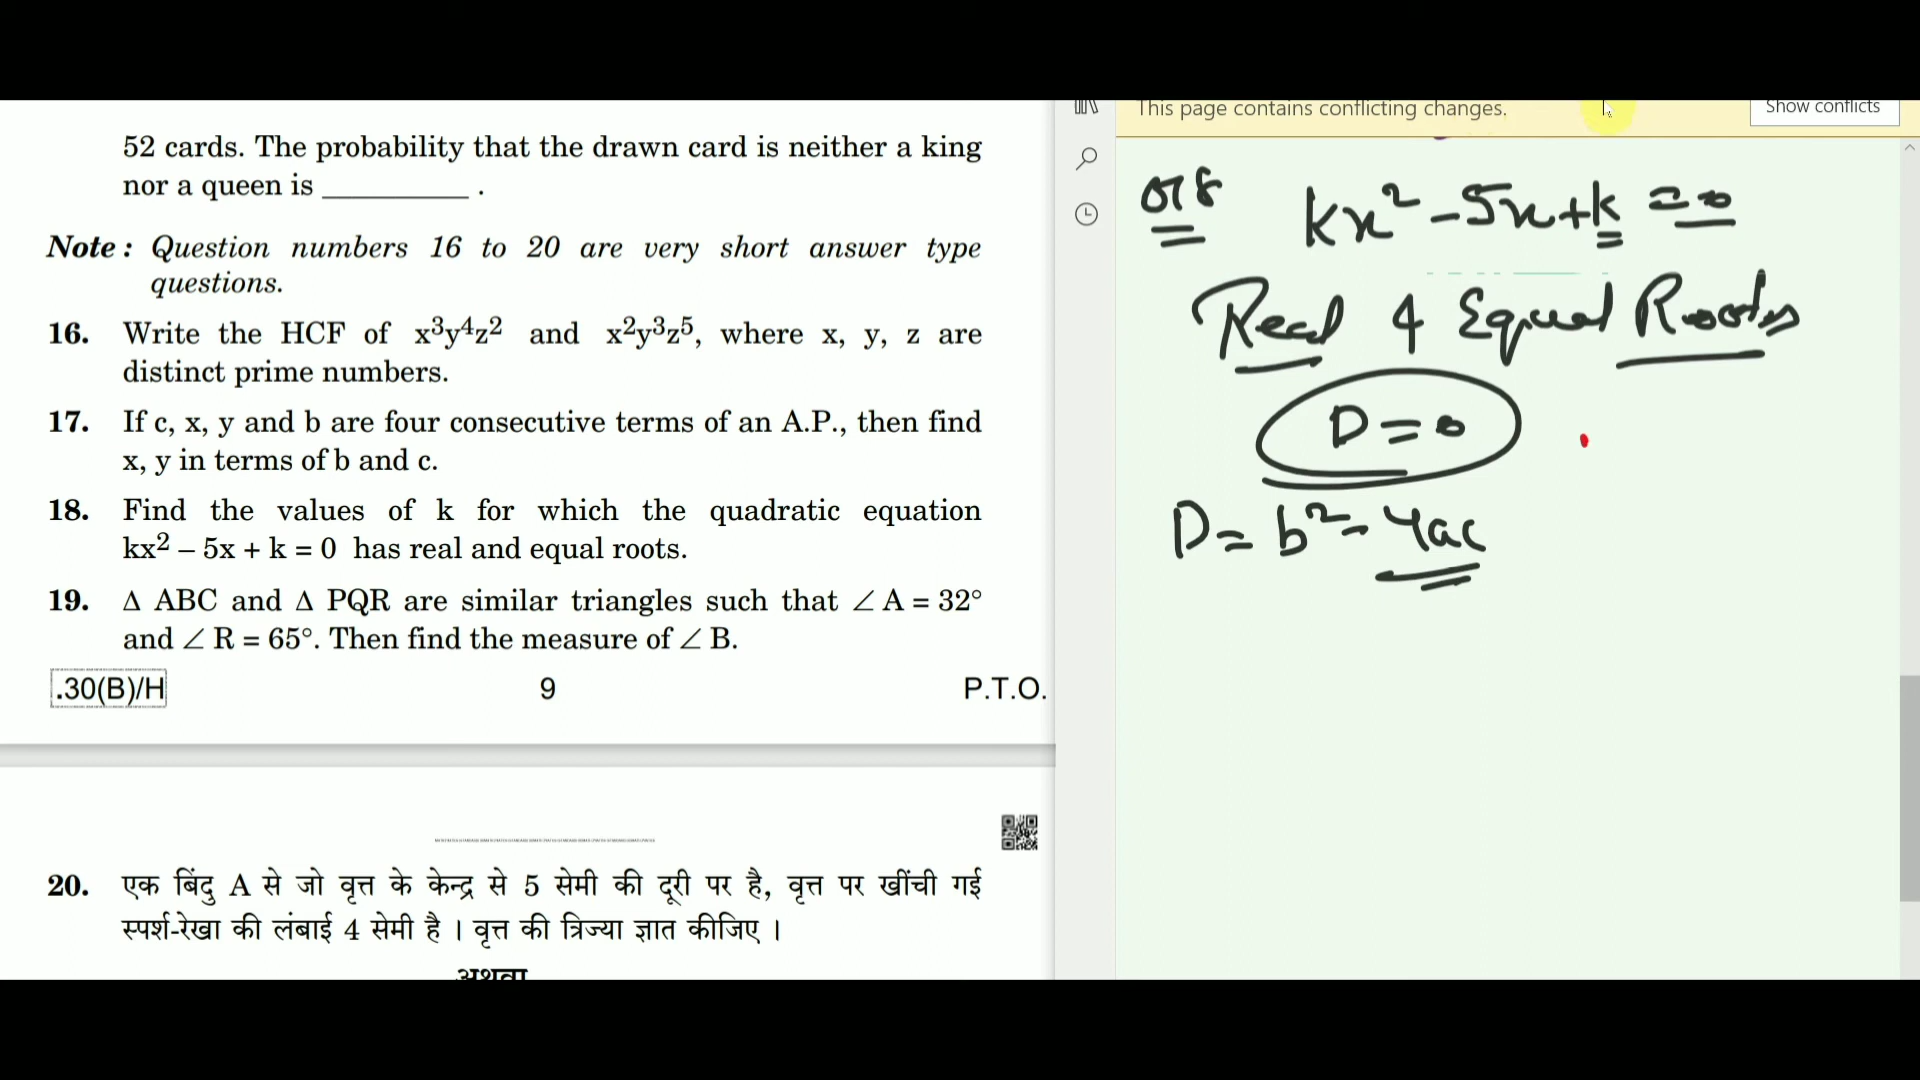 52 cards. The probability that the drawn card is neither a king
nor a queen is _________ .
Note : Question numbers 16 to 20 are very short answer type
questions.
16. Write the HCF of x³y⁴z² and x²y³z⁵, where x, y, z are
distinct prime numbers.
17. If c, x, y and b are four consecutive terms of an A.P., then find
x, y in terms of b and c.
18. Find the values of k for which the quadratic equation
kx² – 5x + k = 0 has real and equal roots.
19. Δ ABC and Δ PQR are similar triangles such that ∠ A = 32°
and ∠ R = 65°. Then find the measure of ∠ B.
.30(B)/H 9 P.T.O.
20. एक बिंदु A से जो वृत्त के केन्द्र से 5 सेमी की दूरी पर है, वृत्त पर खींची गई
स्पर्श-रेखा की लंबाई 4 सेमी है । वृत्त की त्रिज्या ज्ञात कीजिए ।
अथवा
This page contains conflicting changes. Show conflicts
kx² – 5x + k = 0
Real & Equal Roots
D = 0
D = b² – 4ac